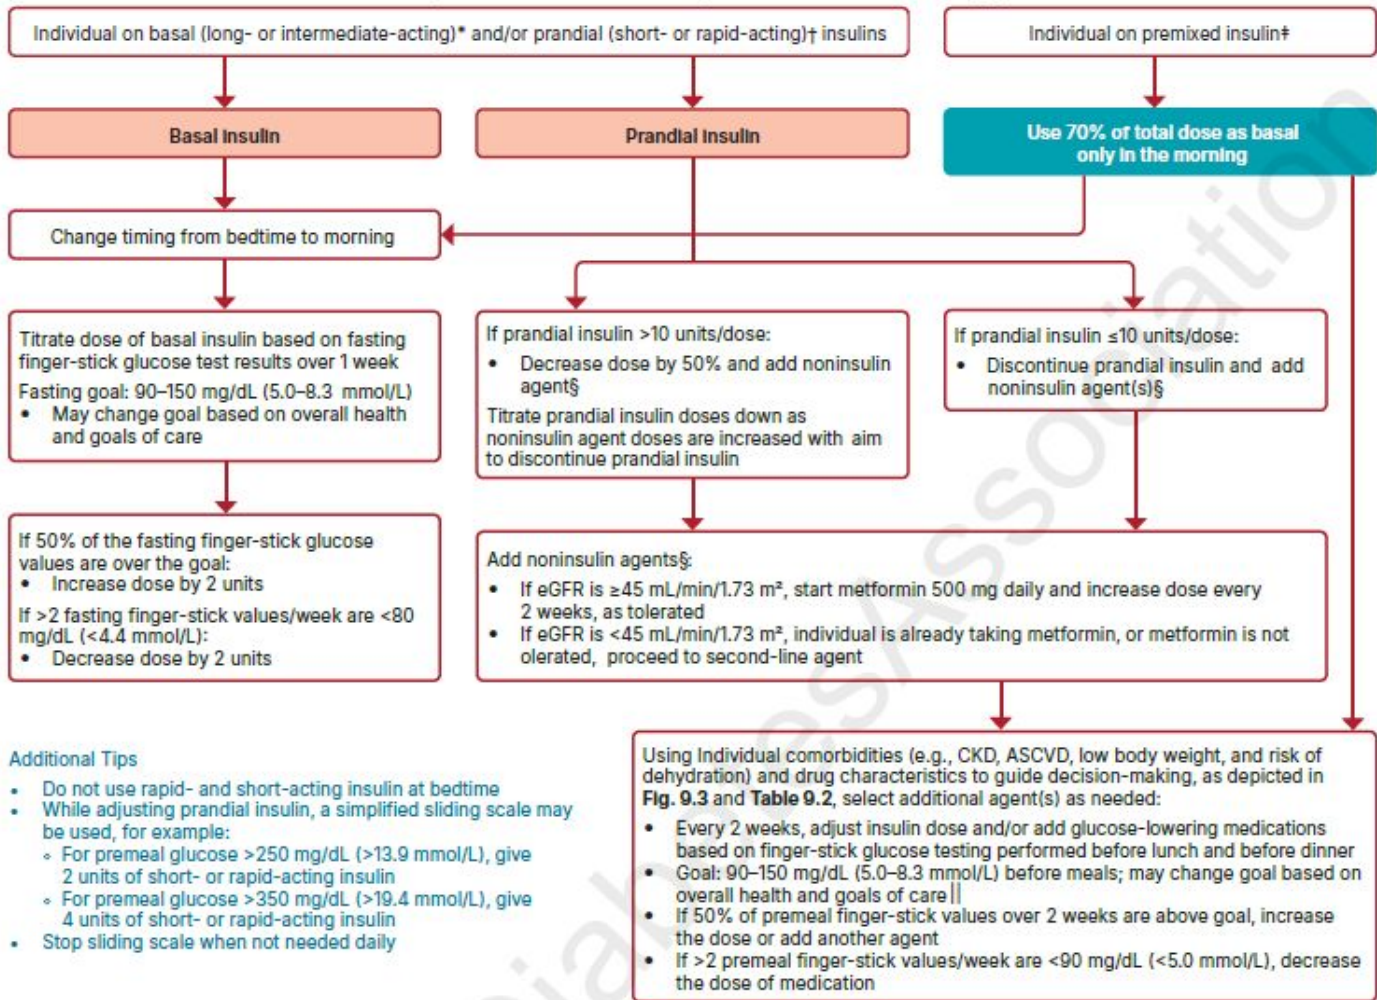 Individual on basal (long- or intermediate-acting)* and/or prandial (short- or rapid-acting)† insulins
Individual on premixed insulin‡
Basal insulin
Prandial insulin
Use 70% of total dose as basal
only in the morning
Change timing from bedtime to morning
Titrate dose of basal insulin based on fasting
finger-stick glucose test results over 1 week
Fasting goal: 90–150 mg/dL (5.0–8.3 mmol/L)
• May change goal based on overall health
and goals of care
If prandial insulin >10 units/dose:
• Decrease dose by 50% and add noninsulin
agent§
Titrate prandial insulin doses down as
noninsulin agent doses are increased with aim
to discontinue prandial insulin
If prandial insulin ≤10 units/dose:
• Discontinue prandial insulin and add
noninsulin agent(s)§
If 50% of the fasting finger-stick glucose
values are over the goal:
• Increase dose by 2 units
If >2 fasting finger-stick values/week are <80
mg/dL (<4.4 mmol/L):
• Decrease dose by 2 units
Add noninsulin agents§:
• If eGFR is ≥45 mL/min/1.73 m², start metformin 500 mg daily and increase dose every
2 weeks, as tolerated
• If eGFR is <45 mL/min/1.73 m², individual is already taking metformin, or metformin is not
olerated, proceed to second-line agent
Additional Tips
• Do not use rapid- and short-acting insulin at bedtime
• While adjusting prandial insulin, a simplified sliding scale may
be used, for example:
◦ For premeal glucose >250 mg/dL (>13.9 mmol/L), give
2 units of short- or rapid-acting insulin
◦ For premeal glucose >350 mg/dL (>19.4 mmol/L), give
4 units of short- or rapid-acting insulin
• Stop sliding scale when not needed daily
Using Individual comorbidities (e.g., CKD, ASCVD, low body weight, and risk of
dehydration) and drug characteristics to guide decision-making, as depicted in
Fig. 9.3 and Table 9.2, select additional agent(s) as needed:
• Every 2 weeks, adjust insulin dose and/or add glucose-lowering medications
based on finger-stick glucose testing performed before lunch and before dinner
• Goal: 90–150 mg/dL (5.0–8.3 mmol/L) before meals; may change goal based on
overall health and goals of care||
• If 50% of premeal finger-stick values over 2 weeks are above goal, increase
the dose or add another agent
• If >2 premeal finger-stick values/week are <90 mg/dL (<5.0 mmol/L), decrease
the dose of medication
Association